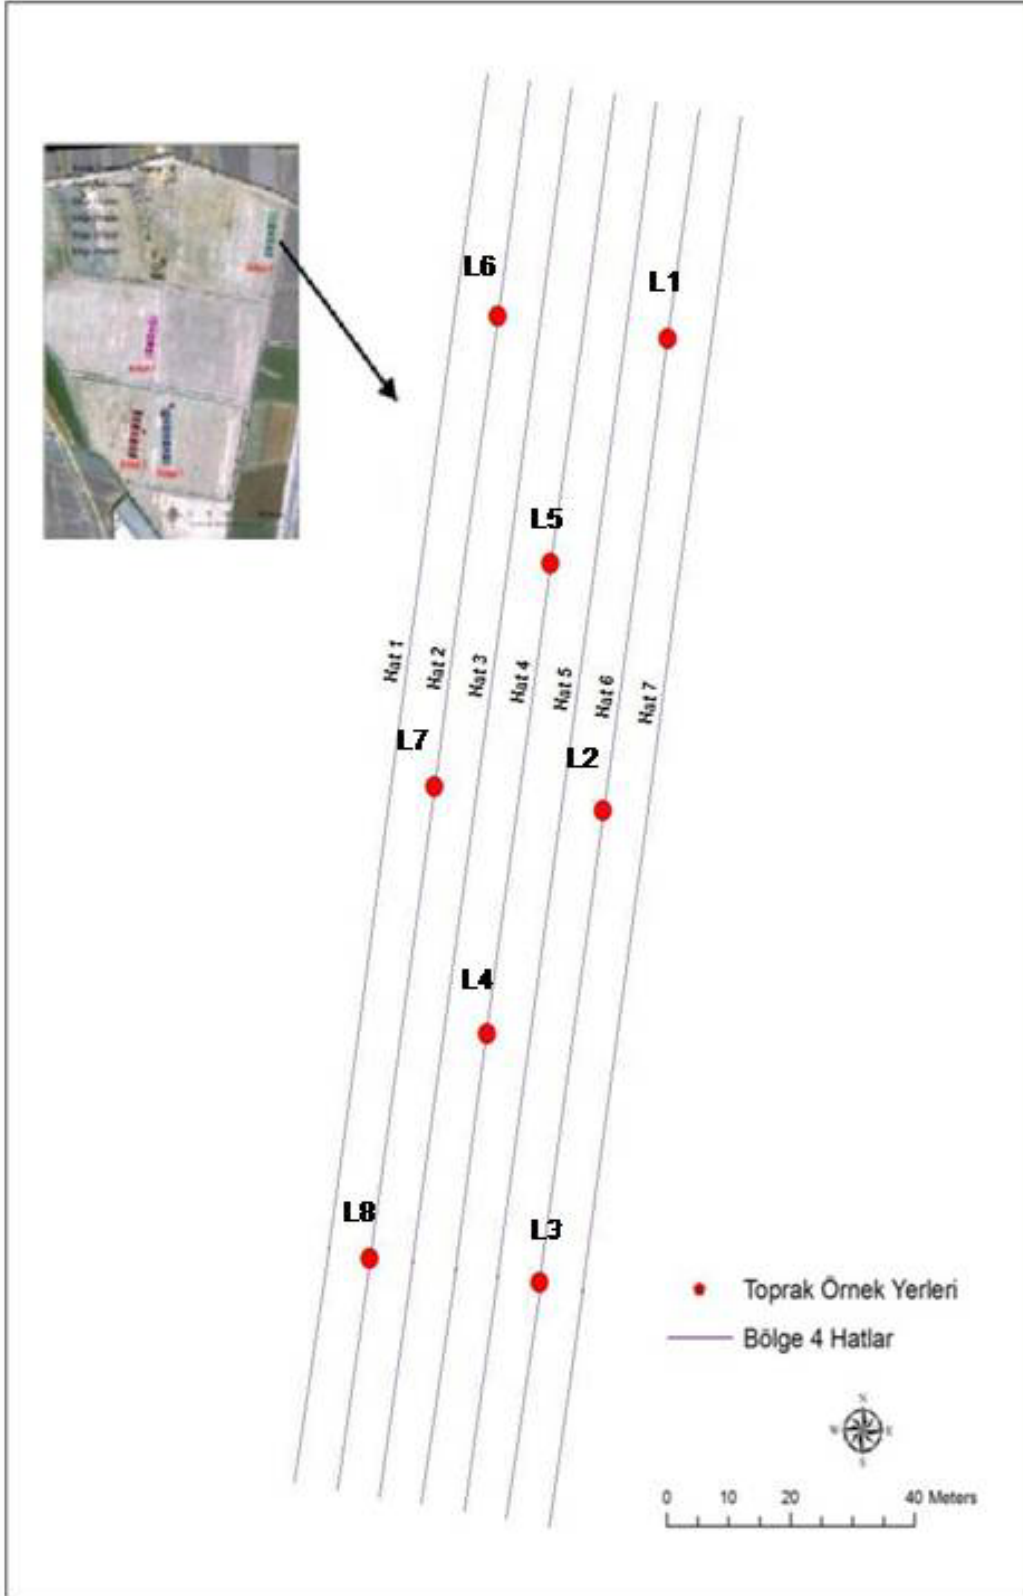 L6
L1
L5
Hat 1
Hat 2
Hat 3
Hat 4
Hat 5
Hat 6
Hat 7
L7
L2
L4
L8
L3
Toprak Örnek Yerleri
Bölge 4 Hatlar
N
W E
S
0 10 20 40 Meters